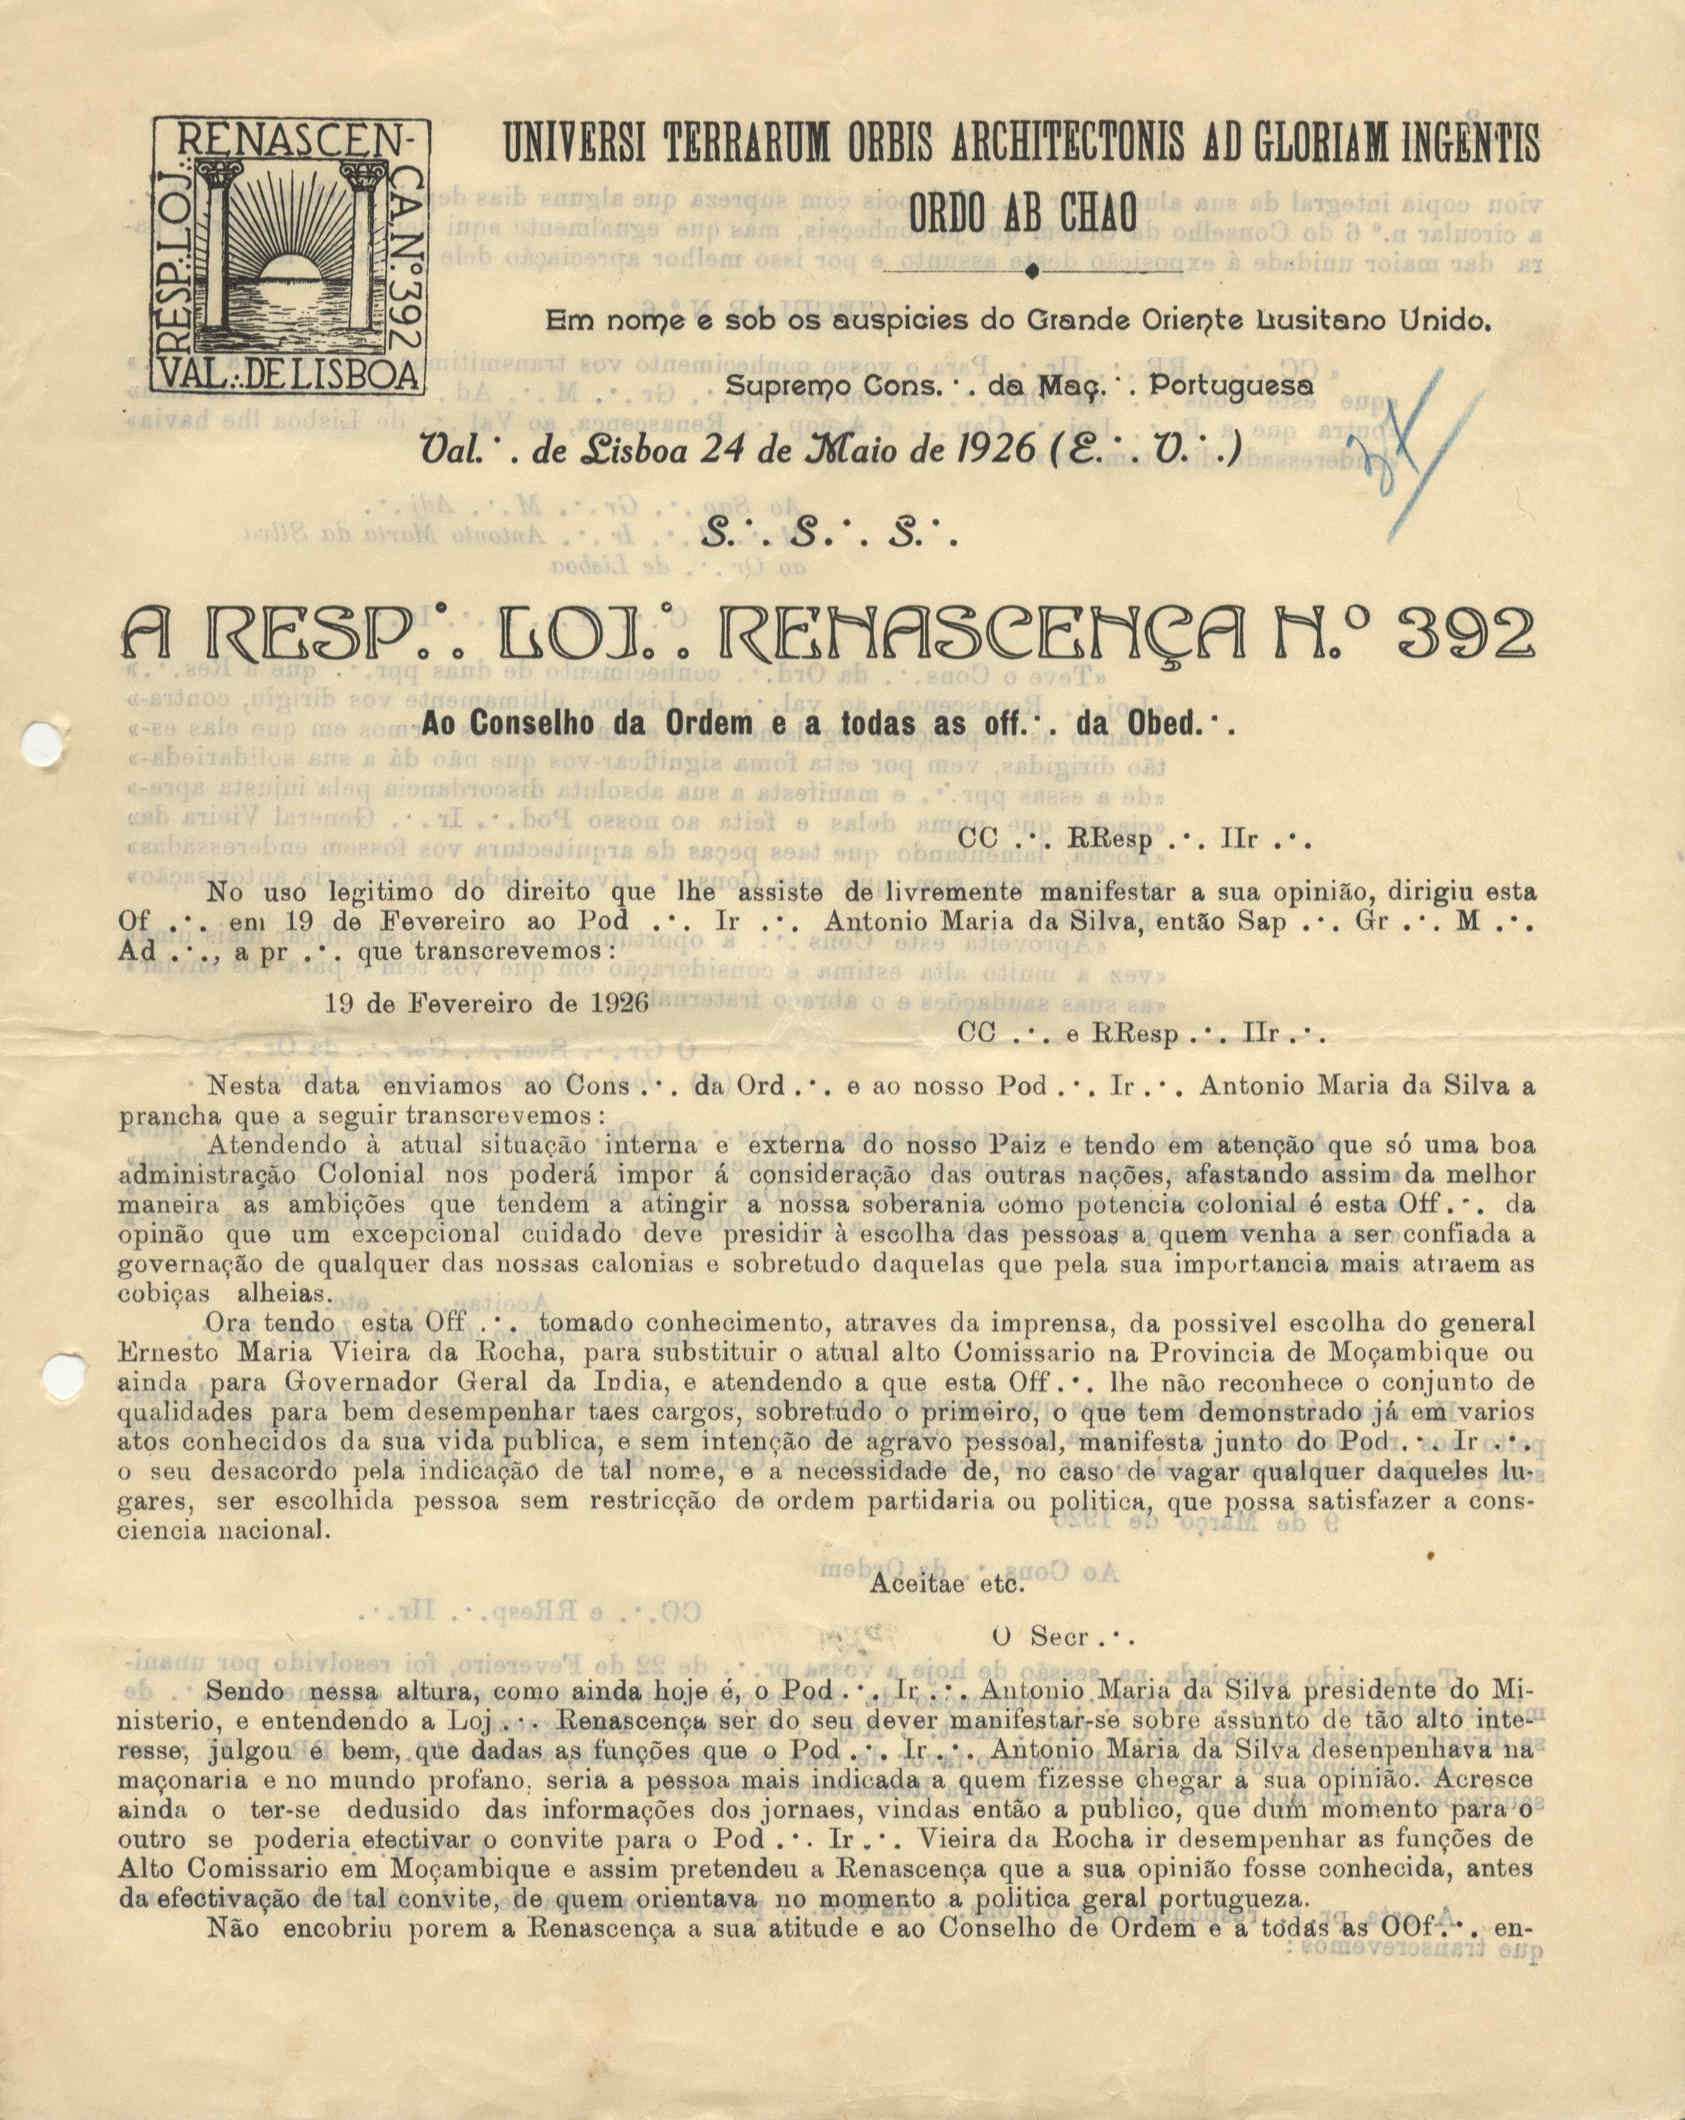 RESP.·. LOJ.·. RENASCEN-
ÇA N.º 392
VAL.·. DE LISBOA
UNIVERSI TERRARUM ORBIS ARCHITECTONIS AD GLORIAM INGENTIS
ORDO AB CHAO
Em nome e sob os auspicies do Grande Oriente Lusitano Unido.
Supremo Cons.·. da Maç.·. Portuguesa
Val.·. de Lisboa 24 de Maio de 1926 (E.·. V.·.)
S.·. S.·. S.·.
A RESP.·. LOJ.·. RENASCENÇA N.º 392
Ao Conselho da Ordem e a todas as off.·. da Obed.·.
CC .·. RResp .·. IIr .·.
No uso legitimo do direito que lhe assiste de livremente manifestar a sua opinião, dirigiu esta
Of .·. em 19 de Fevereiro ao Pod .·. Ir .·. Antonio Maria da Silva, então Sap .·. Gr .·. M .·.
Ad .·., a pr .·. que transcrevemos:
19 de Fevereiro de 1926
CC .·. e RResp .·. IIr .·.
Nesta data enviamos ao Cons .·. da Ord .·. e ao nosso Pod .·. Ir .·. Antonio Maria da Silva a
prancha que a seguir transcrevemos:
Atendendo à atual situação interna e externa do nosso Paiz e tendo em atenção que só uma boa
administração Colonial nos poderá impor á consideração das outras nações, afastando assim da melhor
maneira as ambições que tendem a atingir a nossa soberania como potencia colonial é esta Off .·. da
opinão que um excepcional cuidado deve presidir à escolha das pessoas a quem venha a ser confiada a
governação de qualquer das nossas calonias e sobretudo daquelas que pela sua importancia mais atraem as
cobiças alheias.
Ora tendo esta Off .·. tomado conhecimento, atraves da imprensa, da possivel escolha do general
Ernesto Maria Vieira da Rocha, para substituir o atual alto Comissario na Provincia de Moçambique ou
ainda para Governador Geral da India, e atendendo a que esta Off .·. lhe não reconhece o conjunto de
qualidades para bem desempenhar taes cargos, sobretudo o primeiro, o que tem demonstrado já em varios
atos conhecidos da sua vida publica, e sem intenção de agravo pessoal, manifesta junto do Pod .·. Ir .·.
o seu desacordo pela indicação de tal nome, e a necessidade de, no caso de vagar qualquer daqueles lu-
gares, ser escolhida pessoa sem restricção de ordem partidaria ou politica, que possa satisfazer a cons-
ciencia nacional.
Aceitae etc.
O Secr .·.
Sendo nessa altura, como ainda hoje é, o Pod .·. Ir .·. Antonio Maria da Silva presidente do Mi-
nisterio, e entendendo a Loj .·. Renascença ser do seu dever manifestar-se sobre assunto de tão alto inte-
resse, julgou e bem, que dadas as funções que o Pod .·. Ir .·. Antonio Maria da Silva desenpenhava na
maçonaria e no mundo profano, seria a pessoa mais indicada a quem fizesse chegar a sua opinião. Acresce
ainda o ter-se dedusido das informações dos jornaes, vindas então a publico, que dum momento para o
outro se poderia efectivar o convite para o Pod .·. Ir .·. Vieira da Rocha ir desempenhar as funções de
Alto Comissario em Moçambique e assim pretendeu a Renascença que a sua opinião fosse conhecida, antes
da efectivação de tal convite, de quem orientava no momento a politica geral portugueza.
Não encobriu porem a Renascença a sua atitude e ao Conselho de Ordem e a todas as OOf .·. en-